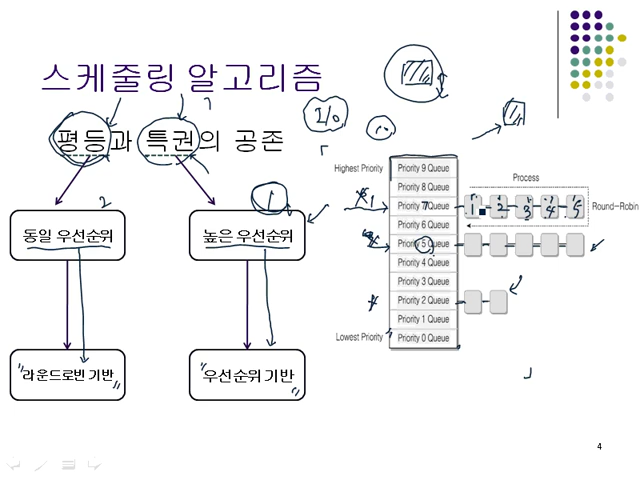 스케줄링 알고리즘
평등과 특권의 공존
I/O
2
1
동일 우선순위
높은 우선순위
"라운드로빈 기반"
"우선순위 기반"
Highest Priority
Priority 9 Queue
Priority 8 Queue
Process
1
Priority 7 Queue
1 2 3 4 5
Round-Robin
Priority 6 Queue
Priority 5 Queue
Priority 4 Queue
Priority 3 Queue
4
Priority 2 Queue
Priority 1 Queue
Lowest Priority
Priority 0 Queue
4